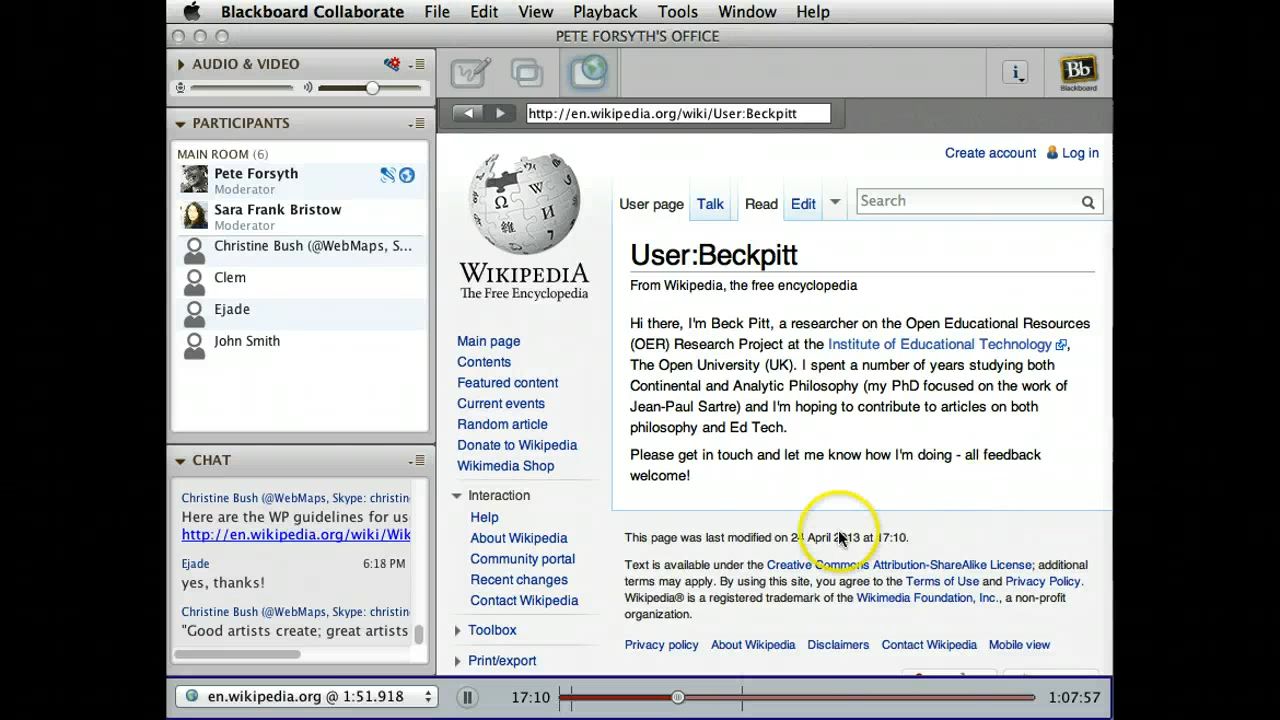 Blackboard Collaborate File Edit View Playback Tools Window Help
PETE FORSYTH'S OFFICE
AUDIO & VIDEO
PARTICIPANTS
MAIN ROOM (6)
Pete Forsyth
Moderator
Sara Frank Bristow
Moderator
Christine Bush (@WebMaps, S...
Clem
Ejade
John Smith
CHAT
Christine Bush (@WebMaps, Skype: christin
Here are the WP guidelines for us
http://en.wikipedia.org/wiki/Wik
Ejade 6:18 PM
yes, thanks!
Christine Bush (@WebMaps, Skype: christin
"Good artists create; great artists
Bb
Blackboard
http://en.wikipedia.org/wiki/User:Beckpitt
Create account Log in
User page Talk Read Edit Search
WIKIPEDIA
The Free Encyclopedia
Main page
Contents
Featured content
Current events
Random article
Donate to Wikipedia
Wikimedia Shop
Interaction
Help
About Wikipedia
Community portal
Recent changes
Contact Wikipedia
Toolbox
Print/export
User:Beckpitt
From Wikipedia, the free encyclopedia
Hi there, I'm Beck Pitt, a researcher on the Open Educational Resources
(OER) Research Project at the Institute of Educational Technology,
The Open University (UK). I spent a number of years studying both
Continental and Analytic Philosophy (my PhD focused on the work of
Jean-Paul Sartre) and I'm hoping to contribute to articles on both
philosophy and Ed Tech.
Please get in touch and let me know how I'm doing - all feedback
welcome!
This page was last modified on 24 April 2013 at 17:10.
Text is available under the Creative Commons Attribution-ShareAlike License; additional
terms may apply. By using this site, you agree to the Terms of Use and Privacy Policy.
Wikipedia® is a registered trademark of the Wikimedia Foundation, Inc., a non-profit
organization.
Privacy policy About Wikipedia Disclaimers Contact Wikipedia Mobile view
en.wikipedia.org @ 1:51.918 17:10 1:07:57